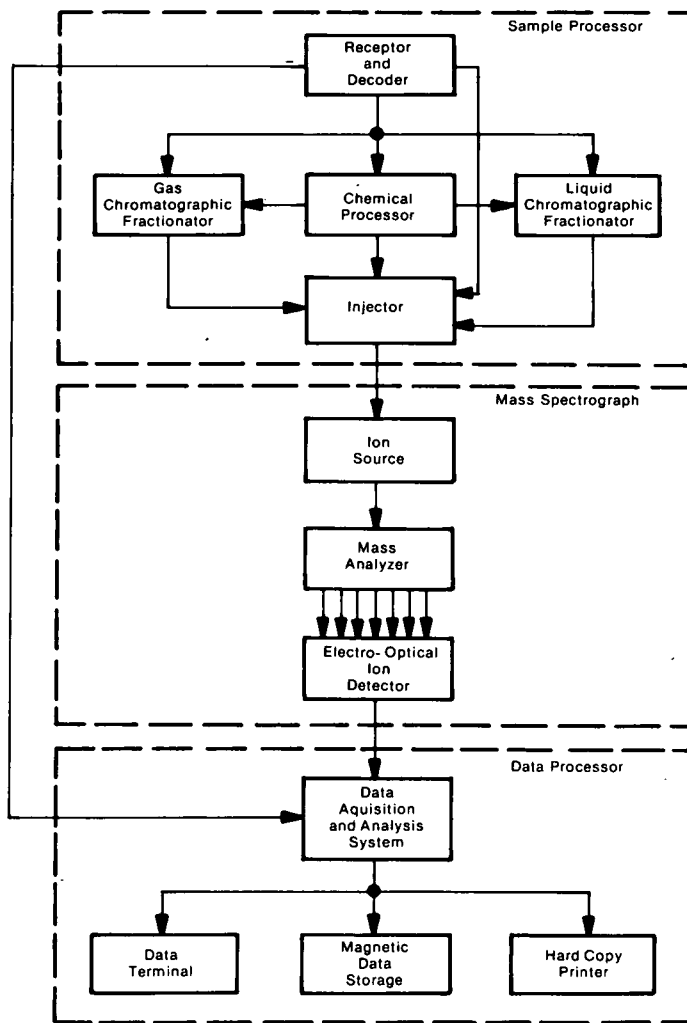 Sample Processor
Receptor
and
Decoder
Gas
Chromatographic
Fractionator
Chemical
Processor
Liquid
Chromatographic
Fractionator
Injector
Mass Spectrograph
Ion
Source
Mass
Analyzer
Electro-Optical
Ion
Detector
Data Processor
Data
Aquisition
and Analysis
System
Data
Terminal
Magnetic
Data
Storage
Hard Copy
Printer